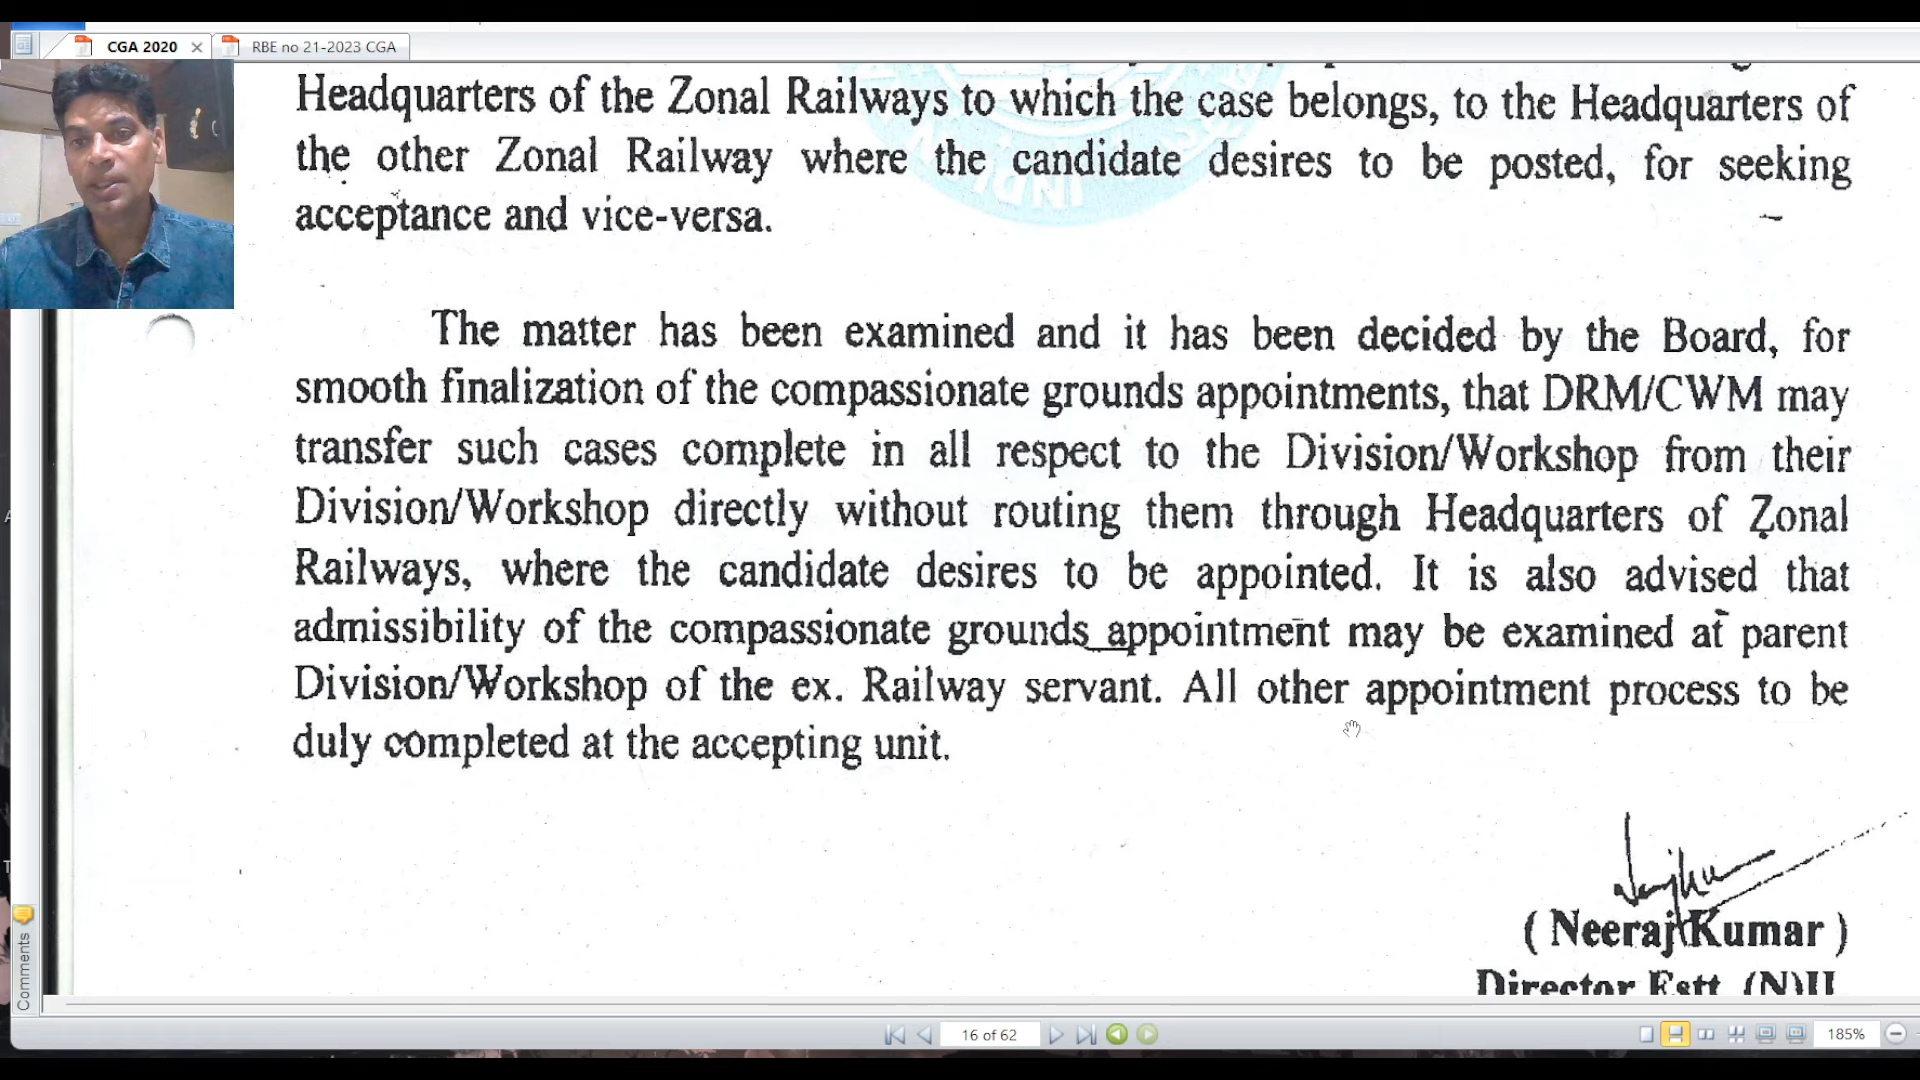 CGA 2020
RBE no 21-2023 CGA
Headquarters of the Zonal Railways to which the case belongs, to the Headquarters of
the other Zonal Railway where the candidate desires to be posted, for seeking
acceptance and vice-versa.
The matter has been examined and it has been decided by the Board, for
smooth finalization of the compassionate grounds appointments, that DRM/CWM may
transfer such cases complete in all respect to the Division/Workshop from their
Division/Workshop directly without routing them through Headquarters of Zonal
Railways, where the candidate desires to be appointed. It is also advised that
admissibility of the compassionate grounds appointment may be examined at parent
Division/Workshop of the ex. Railway servant. All other appointment process to be
duly completed at the accepting unit.
( Neeraj Kumar )
Director Estt. (N)II
Comments
16 of 62
185%